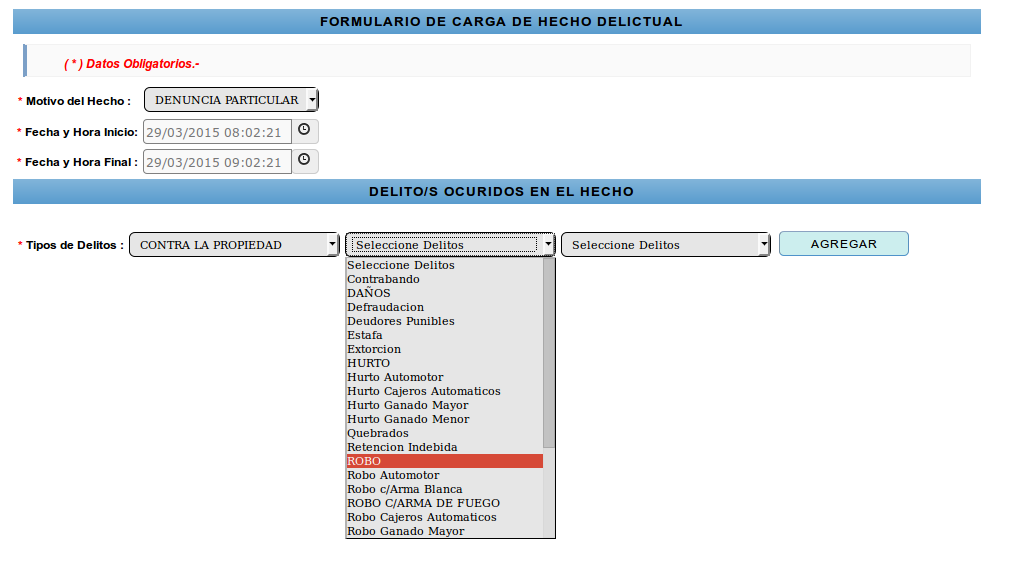 FORMULARIO DE CARGA DE HECHO DELICTUAL
( * ) Datos Obligatorios.-
* Motivo del Hecho : DENUNCIA PARTICULAR
* Fecha y Hora Inicio: 29/03/2015 08:02:21
* Fecha y Hora Final : 29/03/2015 09:02:21
DELITO/S OCURIDOS EN EL HECHO
* Tipos de Delitos : CONTRA LA PROPIEDAD Seleccione Delitos Seleccione Delitos AGREGAR
Seleccione Delitos
Contrabando
DAÑOS
Defraudacion
Deudores Punibles
Estafa
Extorcion
HURTO
Hurto Automotor
Hurto Cajeros Automaticos
Hurto Ganado Mayor
Hurto Ganado Menor
Quebrados
Retencion Indebida
ROBO
Robo Automotor
Robo c/Arma Blanca
ROBO C/ARMA DE FUEGO
Robo Cajeros Automaticos
Robo Ganado Mayor